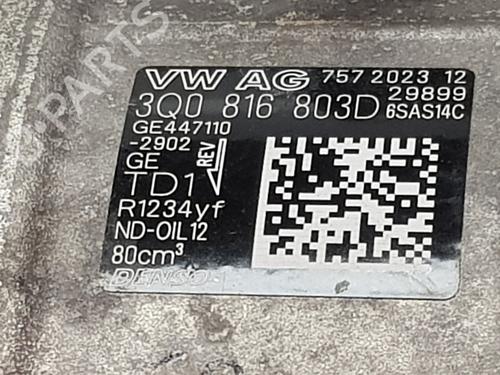 VW AG 757 2023 12
29899
3Q0 816 803D 6SAS14C
GE447110
-2902
GE
REV
TD1
R1234yf
ND-OIL12
80cm³
DENSO
PARTS